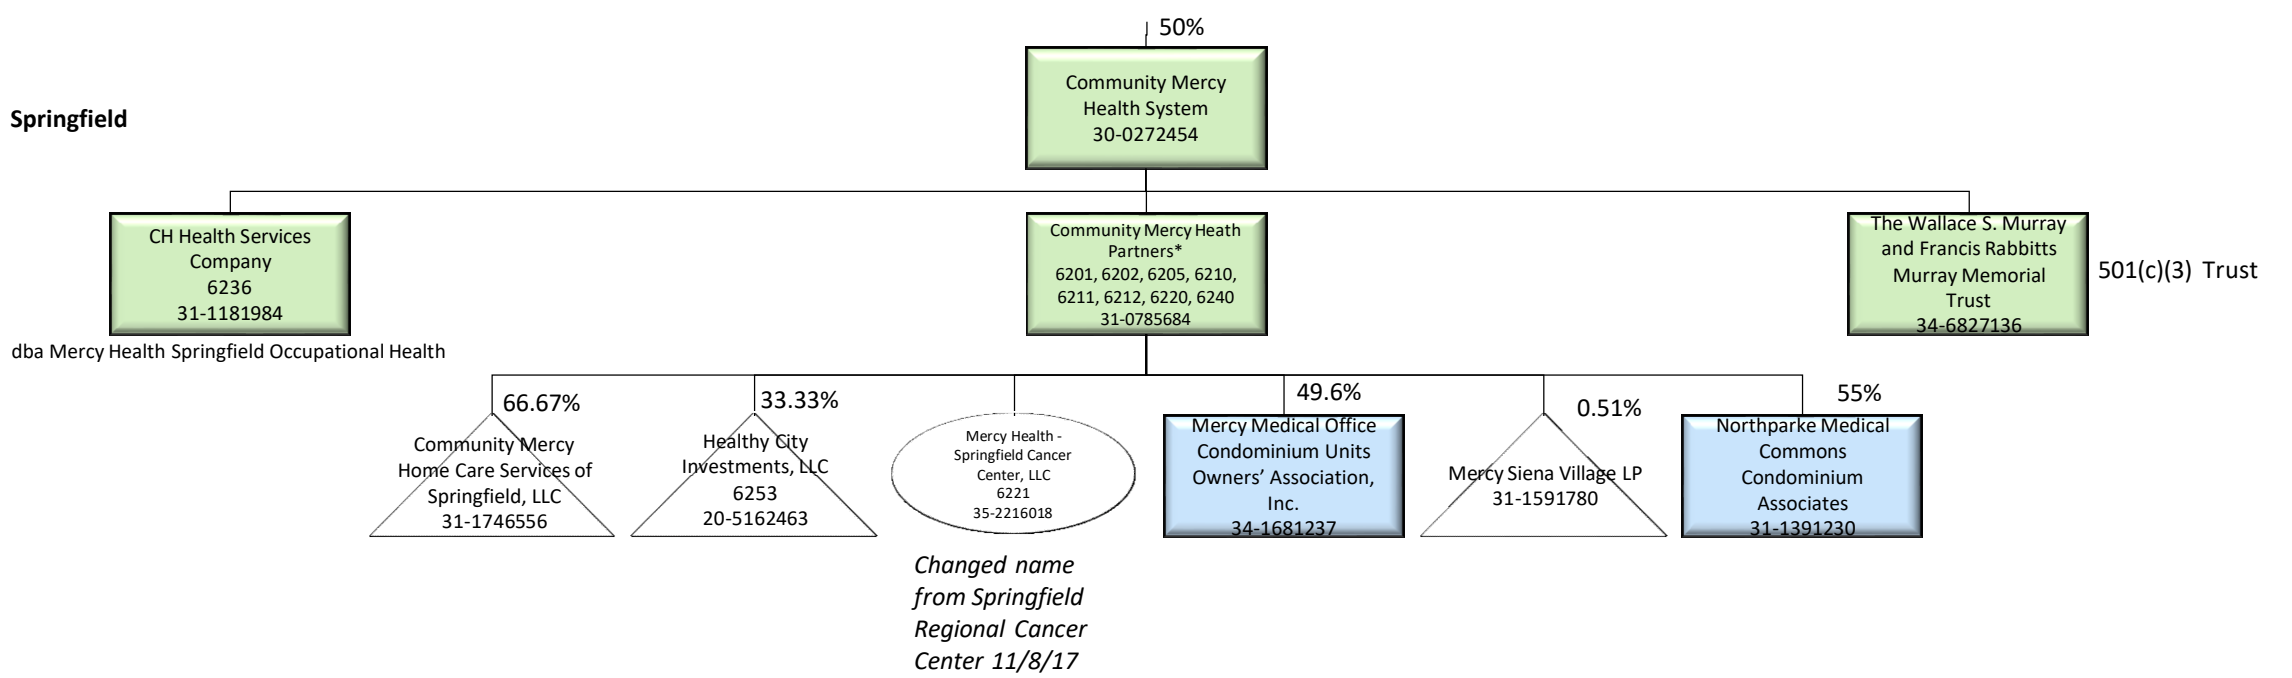 50%
Community Mercy
Health System
30-0272454
Springfield
CH Health Services
Company
6236
31-1181984
dba Mercy Health Springfield Occupational Health
Community Mercy Heath
Partners*
6201, 6202, 6205, 6210,
6211, 6212, 6220, 6240
31-0785684
The Wallace S. Murray
and Francis Rabbitts
Murray Memorial
Trust
34-6827136
501(c)(3) Trust
66.67%
Community Mercy
Home Care Services of
Springfield, LLC
31-1746556
33.33%
Healthy City
Investments, LLC
6253
20-5162463
Mercy Health -
Springfield Cancer
Center, LLC
6221
35-2216018
Changed name
from Springfield
Regional Cancer
Center 11/8/17
49.6%
Mercy Medical Office
Condominium Units
Owners’ Association,
Inc.
34-1681237
0.51%
Mercy Siena Village LP
31-1591780
55%
Northparke Medical
Commons
Condominium
Associates
31-1391230